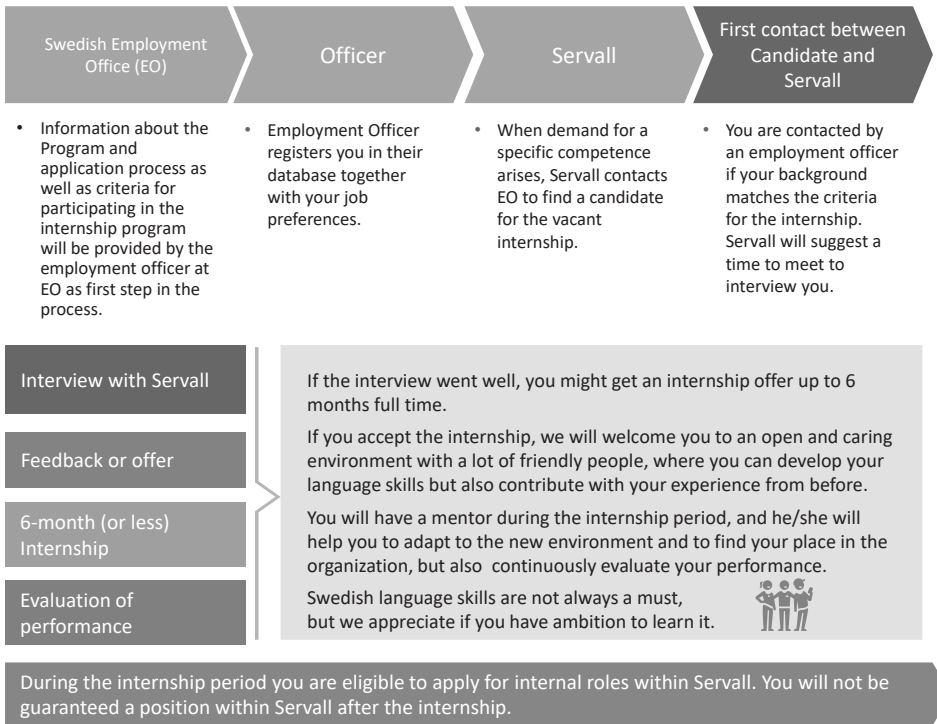 Swedish Employment
Office (EO)
Officer
Servall
First contact between
Candidate and
Servall
• Information about the
Program and
application process as
well as criteria for
participating in the
internship program
will be provided by the
employment officer at
EO as first step in the
process.
• Employment Officer
registers you in their
database together
with your job
preferences.
• When demand for a
specific competence
arises, Servall contacts
EO to find a candidate
for the vacant
internship.
• You are contacted by
an employment officer
if your background
matches the criteria
for the internship.
Servall will suggest a
time to meet to
interview you.
Interview with Servall
Feedback or offer
6-month (or less)
Internship
Evaluation of
performance
If the interview went well, you might get an internship offer up to 6
months full time.
If you accept the internship, we will welcome you to an open and caring
environment with a lot of friendly people, where you can develop your
language skills but also contribute with your experience from before.
You will have a mentor during the internship period, and he/she will
help you to adapt to the new environment and to find your place in the
organization, but also continuously evaluate your performance.
Swedish language skills are not always a must,
but we appreciate if you have ambition to learn it.
During the internship period you are eligible to apply for internal roles within Servall. You will not be
guaranteed a position within Servall after the internship.